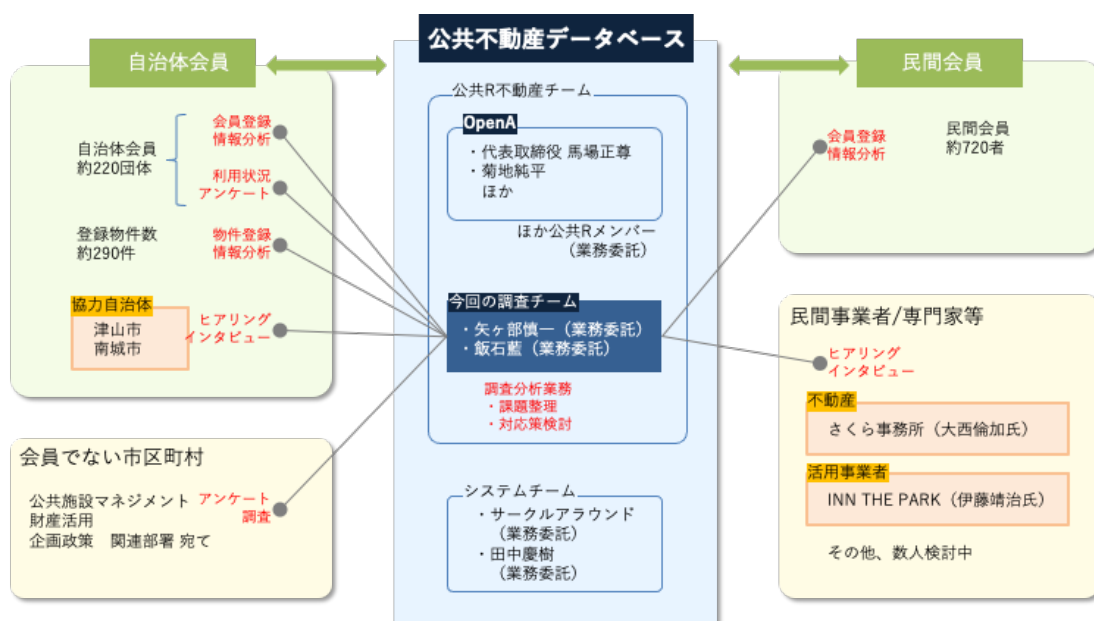 公共不動産データベース
自治体会員
自治体会員
約220団体
会員登録
情報分析
利用状況
アンケート
登録物件数
約290件
物件登録
情報分析
協力自治体
津山市
南城市
ヒアリング
インタビュー
会員でない市区町村
公共施設マネジメント
財産活用
企画政策　関連部署 宛て
アンケート
調査
公共R不動産チーム
OpenA
・代表取締役 馬場正尊
・菊地純平
ほか
ほか公共Rメンバー
(業務委託)
今回の調査チーム
・矢ヶ部慎一（業務委託）
・飯石藍（業務委託）
調査分析業務
・課題整理
・対応策検討
システムチーム
・サークルアラウンド
(業務委託)
・田中慶樹
(業務委託)
民間会員
会員登録
情報分析
民間会員
約720者
民間事業者/専門家等
ヒアリング
インタビュー
不動産
さくら事務所（大西倫加氏）
活用事業者
INN THE PARK（伊藤靖治氏）
その他、数人検討中